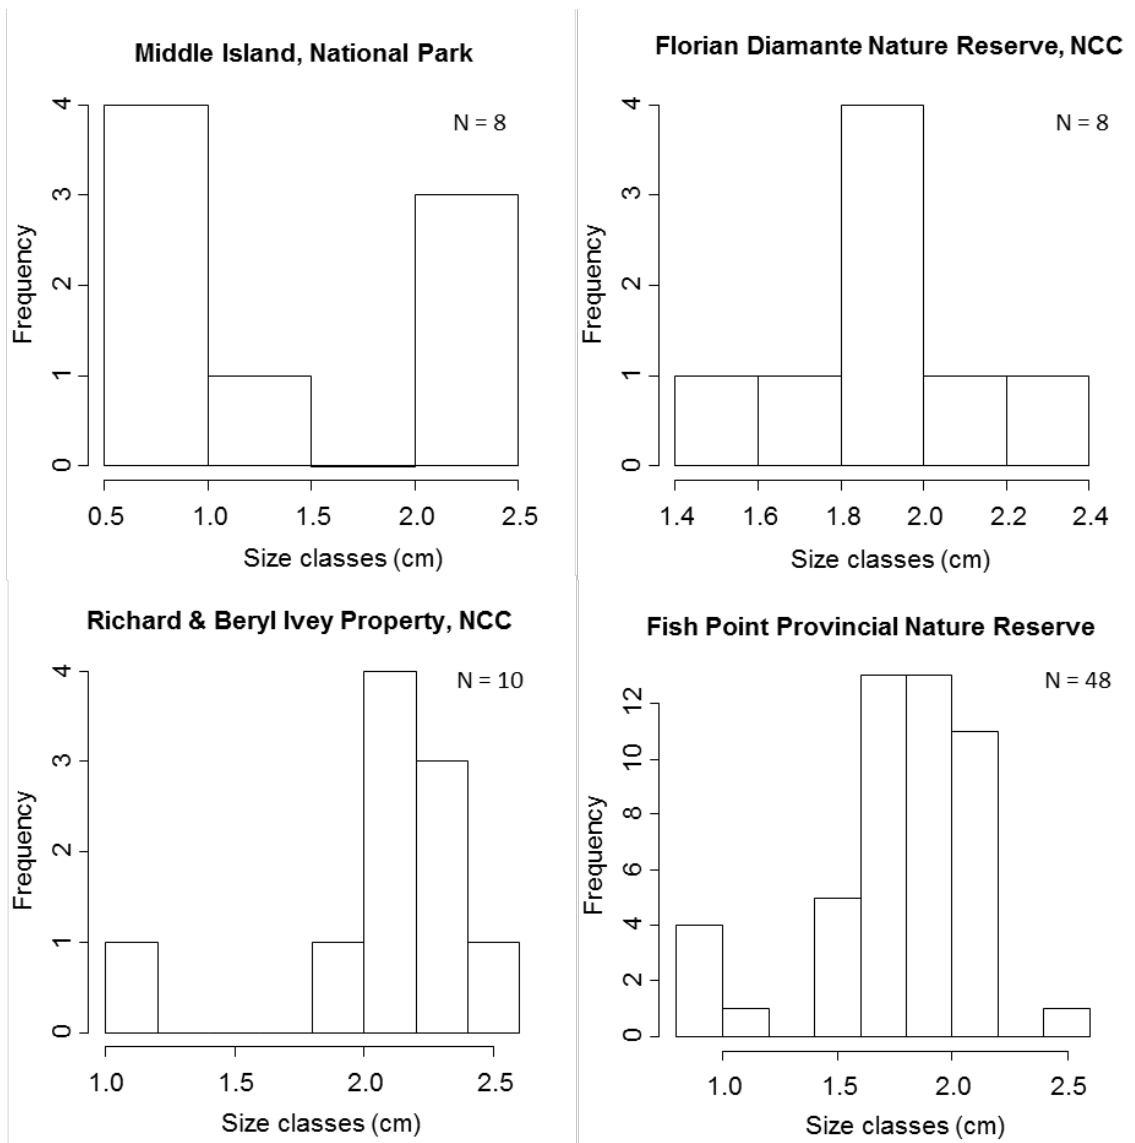 Middle Island, National Park
N = 8
Frequency
4
3
2
1
0
0.5 1.0 1.5 2.0 2.5
Size classes (cm)
Florian Diamante Nature Reserve, NCC
N = 8
Frequency
4
3
2
1
0
1.4 1.6 1.8 2.0 2.2 2.4
Size classes (cm)
Richard & Beryl Ivey Property, NCC
N = 10
Frequency
4
3
2
1
0
1.0 1.5 2.0 2.5
Size classes (cm)
Fish Point Provincial Nature Reserve
N = 48
Frequency
12
10
8
6
4
2
0
1.0 1.5 2.0 2.5
Size classes (cm)